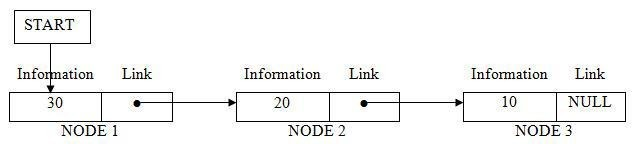 START
Information Link Information Link Information Link
30 20 10 NULL
NODE 1 NODE 2 NODE 3